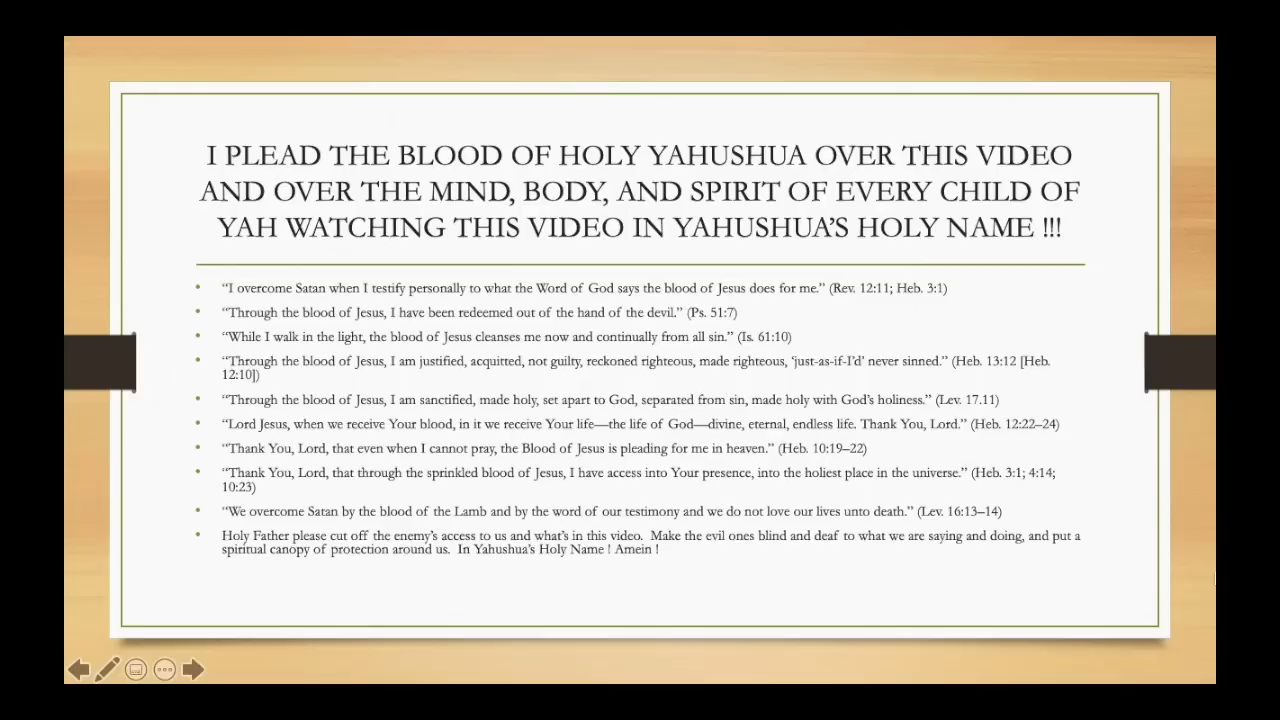 I PLEAD THE BLOOD OF HOLY YAHUSHUA OVER THIS VIDEO
AND OVER THE MIND, BODY, AND SPIRIT OF EVERY CHILD OF
YAH WATCHING THIS VIDEO IN YAHUSHUA’S HOLY NAME !!!
• “I overcome Satan when I testify personally to what the Word of God says the blood of Jesus does for me.” (Rev. 12:11; Heb. 3:1)
• “Through the blood of Jesus, I have been redeemed out of the hand of the devil.” (Ps. 51:7)
• “While I walk in the light, the blood of Jesus cleanses me now and continually from all sin.” (Is. 61:10)
• “Through the blood of Jesus, I am justified, acquitted, not guilty, reckoned righteous, made righteous, ‘just-as-if-I’d’ never sinned.” (Heb. 13:12 [Heb.
12:10])
• “Through the blood of Jesus, I am sanctified, made holy, set apart to God, separated from sin, made holy with God’s holiness.” (Lev. 17.11)
• “Lord Jesus, when we receive Your blood, in it we receive Your life—the life of God—divine, eternal, endless life. Thank You, Lord.” (Heb. 12:22–24)
• “Thank You, Lord, that even when I cannot pray, the Blood of Jesus is pleading for me in heaven.” (Heb. 10:19–22)
• “Thank You, Lord, that through the sprinkled blood of Jesus, I have access into Your presence, into the holiest place in the universe.” (Heb. 3:1; 4:14;
10:23)
• “We overcome Satan by the blood of the Lamb and by the word of our testimony and we do not love our lives unto death.” (Lev. 16:13–14)
• Holy Father please cut off the enemy’s access to us and what’s in this video. Make the evil ones blind and deaf to what we are saying and doing, and put a
spiritual canopy of protection around us. In Yahushua’s Holy Name ! Amein !